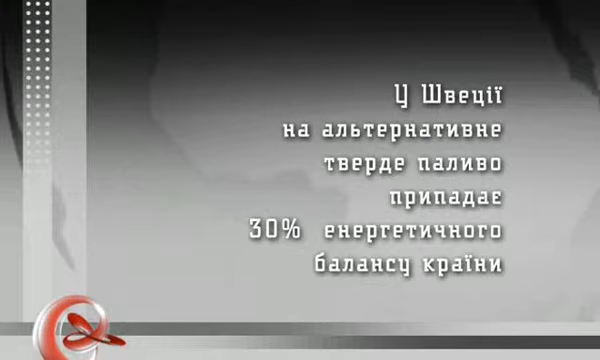 У Швеції
на альтернативне
тверде паливо
припадає
30% енергетичного
балансу країни